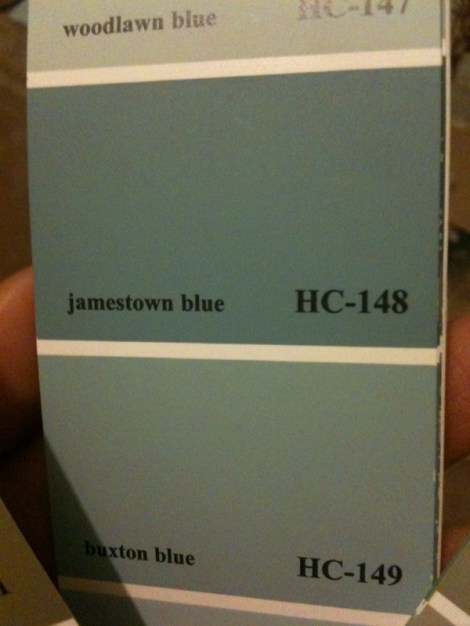 woodlawn blue HC-147
jamestown blue HC-148
buxton blue HC-149